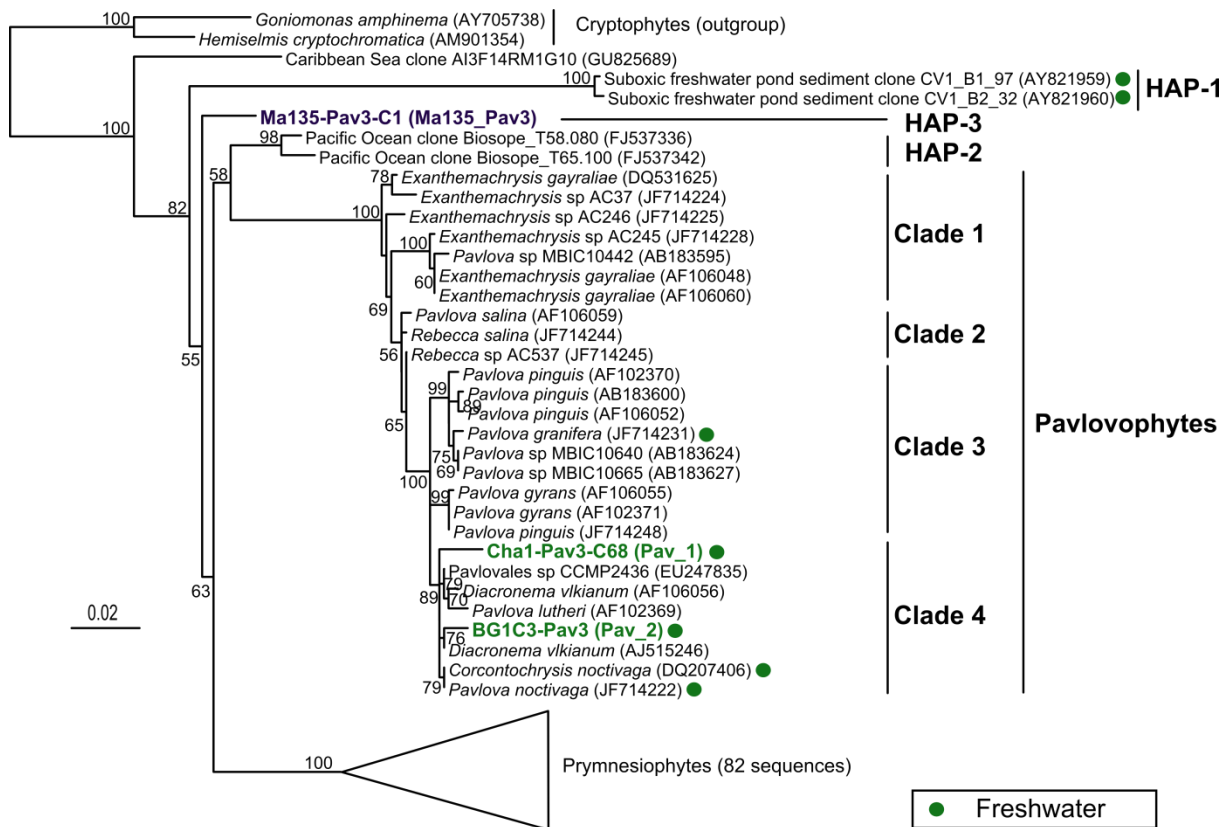 100
Goniomonas amphinema (AY705738)
Hemiselmis cryptochromatica (AM901354)
Cryptophytes (outgroup)
Caribbean Sea clone AI3F14RM1G10 (GU825689)
100
100
Suboxic freshwater pond sediment clone CV1_B1_97 (AY821959)
Suboxic freshwater pond sediment clone CV1_B2_32 (AY821960)
HAP-1
Ma135-Pav3-C1 (Ma135_Pav3)
HAP-3
98
Pacific Ocean clone Biosope_T58.080 (FJ537336)
Pacific Ocean clone Biosope_T65.100 (FJ537342)
HAP-2
58
78
Exanthemachrysis gayraliae (DQ531625)
Exanthemachrysis sp AC37 (JF714224)
82
100
Exanthemachrysis sp AC246 (JF714225)
Exanthemachrysis sp AC245 (JF714228)
100
Pavlova sp MBIC10442 (AB183595)
60
Exanthemachrysis gayraliae (AF106048)
Exanthemachrysis gayraliae (AF106060)
Clade 1
69
Pavlova salina (AF106059)
Rebecca salina (JF714244)
Rebecca sp AC537 (JF714245)
Clade 2
55
56
Pavlova pinguis (AF102370)
99
Pavlova pinguis (AB183600)
89
Pavlova pinguis (AF106052)
65
Pavlova granifera (JF714231)
75
Pavlova sp MBIC10640 (AB183624)
69
Pavlova sp MBIC10665 (AB183627)
100
Pavlova gyrans (AF106055)
99
Pavlova gyrans (AF102371)
Pavlova pinguis (JF714248)
Clade 3
Pavlovophytes
Cha1-Pav3-C68 (Pav_1)
Pavlovales sp CCMP2436 (EU247835)
79
Diacronema vlkianum (AF106056)
89
70
Pavlova lutheri (AF102369)
BG1C3-Pav3 (Pav_2)
76
Diacronema vlkianum (AJ515246)
Corcontochrysis noctivaga (DQ207406)
79
Pavlova noctivaga (JF714222)
Clade 4
63
0.02
100
Prymnesiophytes (82 sequences)
Freshwater